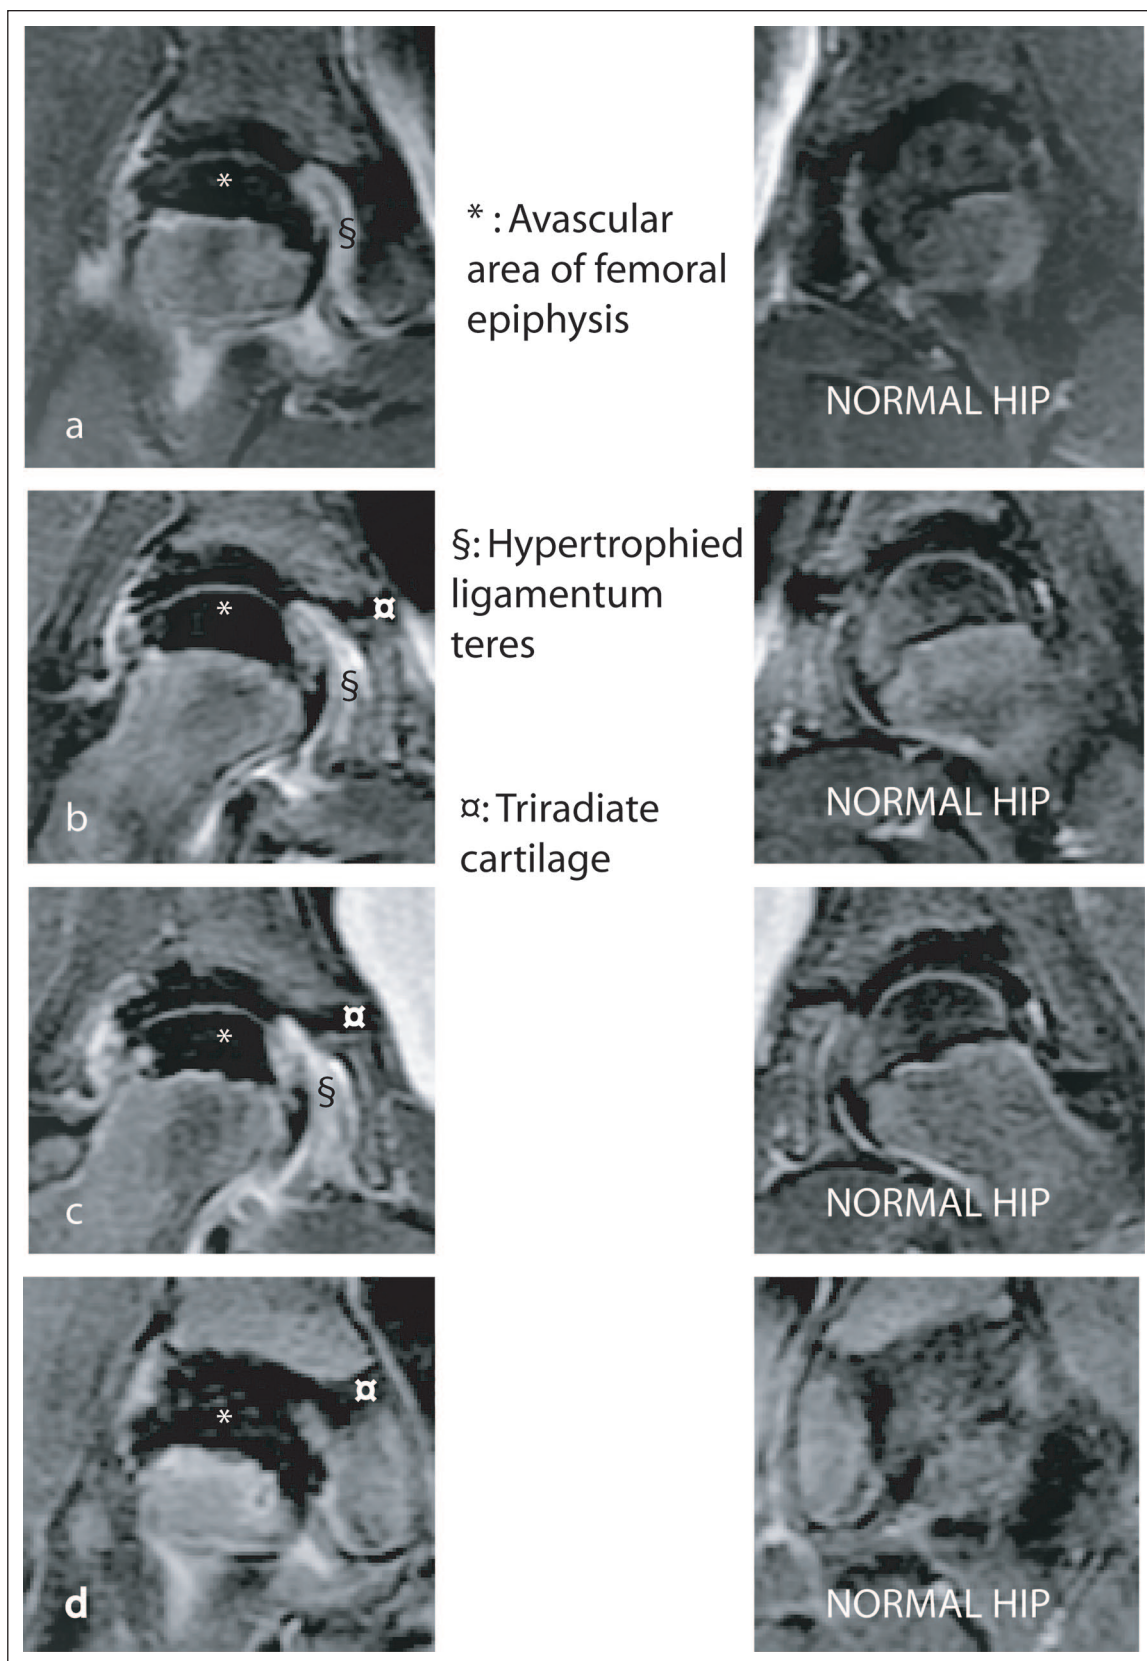 *
§
a
* : Avascular
area of femoral
epiphysis
NORMAL HIP
*
¤
§
b
§: Hypertrophied
ligamentum
teres
¤: Triradiate
cartilage
NORMAL HIP
*
¤
§
c
NORMAL HIP
*
¤
d
NORMAL HIP